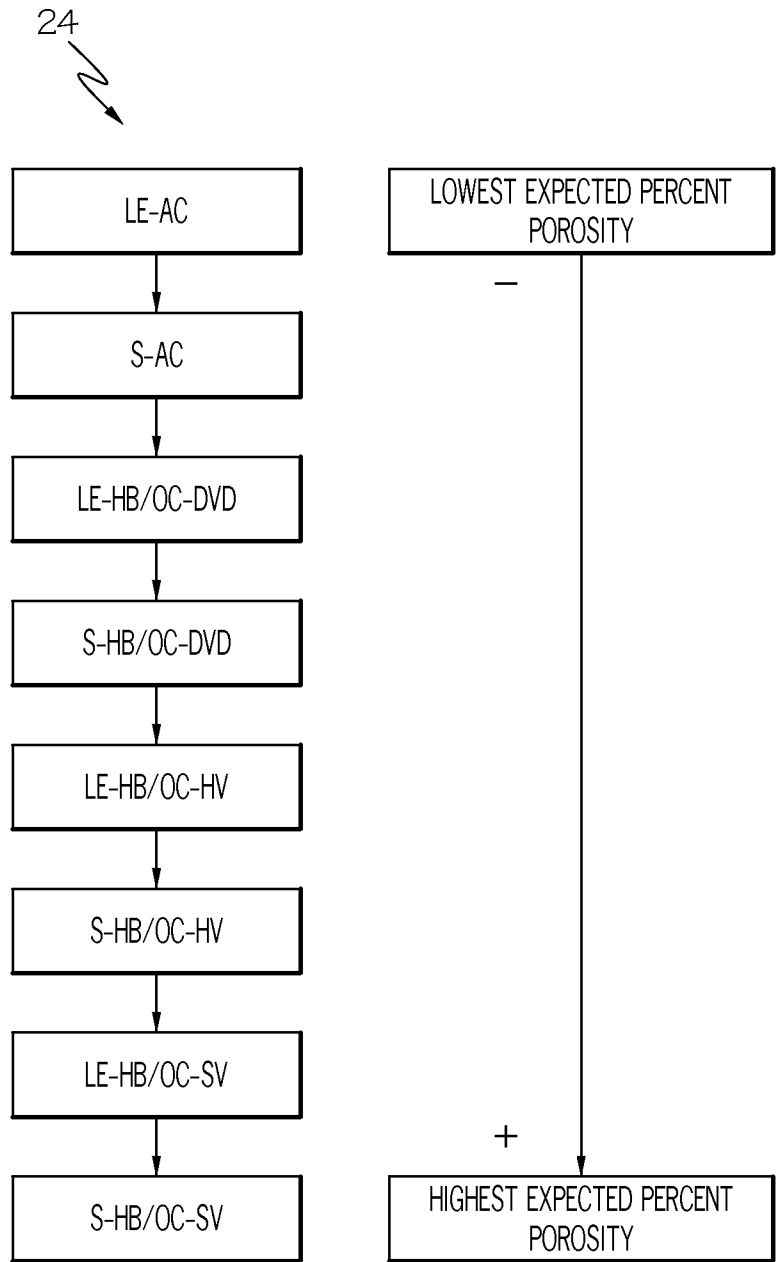 24
LE-AC
LOWEST EXPECTED PERCENT
POROSITY
−
S-AC
LE-HB/OC-DVD
S-HB/OC-DVD
LE-HB/OC-HV
S-HB/OC-HV
LE-HB/OC-SV
+
S-HB/OC-SV
HIGHEST EXPECTED PERCENT
POROSITY